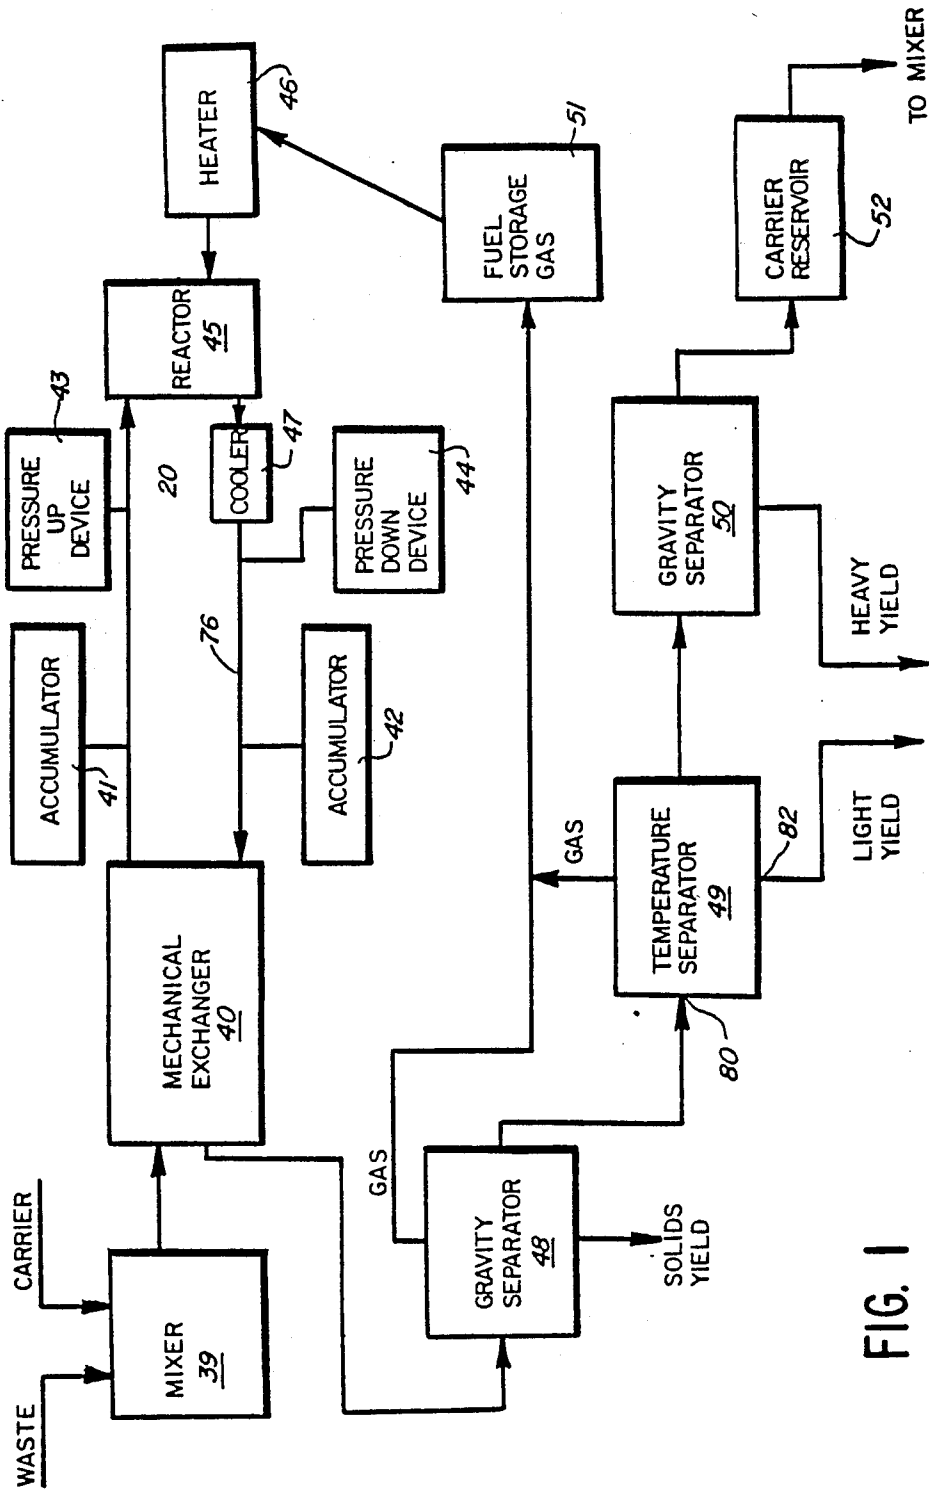 WASTE
CARRIER
MIXER
39
MECHANICAL
EXCHANGER
40
ACCUMULATOR
41
PRESSURE
UP
DEVICE
43
20
REACTOR
45
HEATER
46
COOLER
47
76
ACCUMULATOR
42
PRESSURE
DOWN
DEVICE
44
GAS
GRAVITY
SEPARATOR
48
SOLIDS
YIELD
FUEL
STORAGE
GAS
51
GAS
TEMPERATURE
SEPARATOR
49
80
82
LIGHT
YIELD
GRAVITY
SEPARATOR
50
HEAVY
YIELD
CARRIER
RESERVOIR
52
TO MIXER
FIG. 1